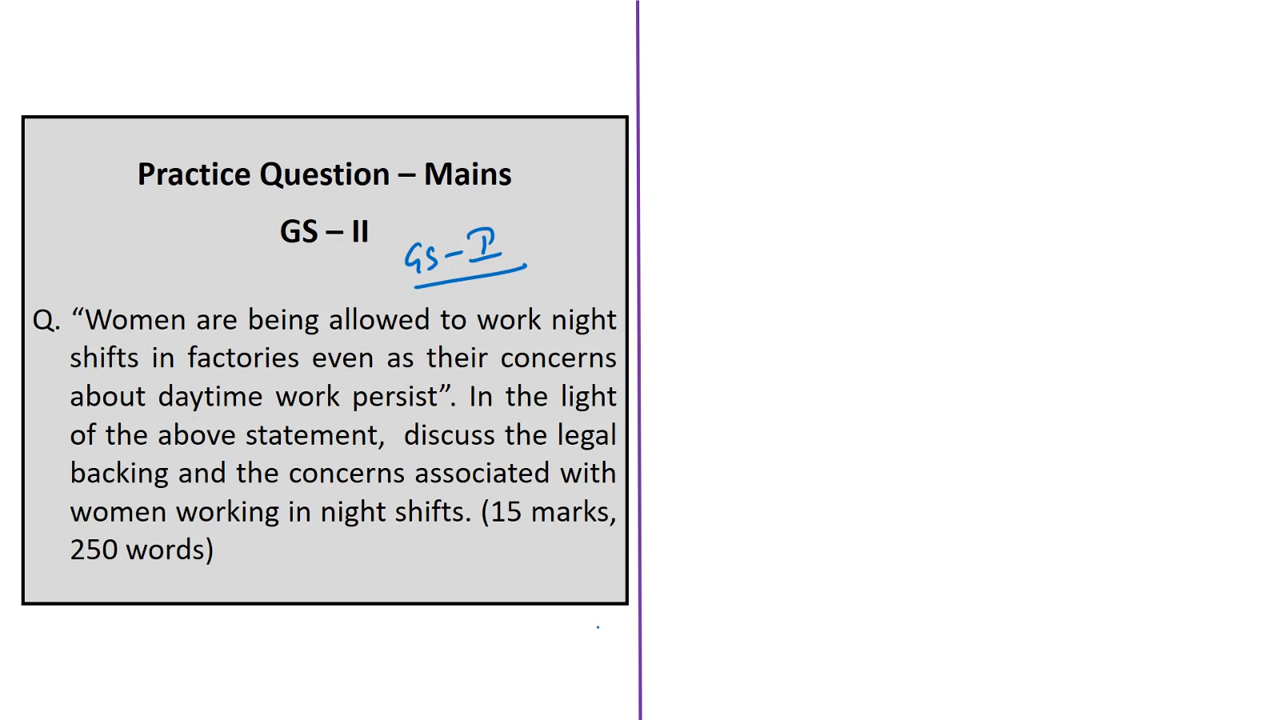 Practice Question – Mains
GS – II
GS – I
Q. “Women are being allowed to work night
shifts in factories even as their concerns
about daytime work persist”. In the light
of the above statement, discuss the legal
backing and the concerns associated with
women working in night shifts. (15 marks,
250 words)